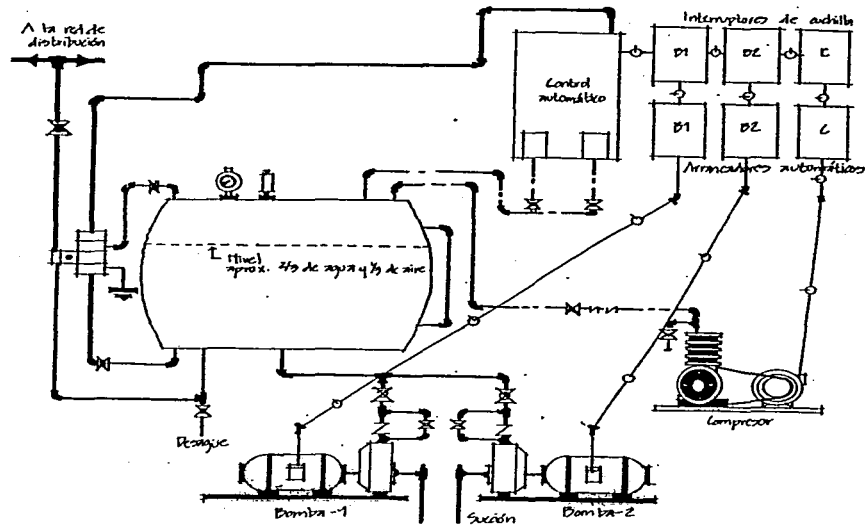 A la red de
distribución
Interruptores de cuchilla
B1
B2
C
Control
automático
B1
B2
C
Arrancadores automáticos
Nivel
aprox. 2/3 de agua y 1/3 de aire
Desagüe
Compresor
Bomba-1
Succión
Bomba-2